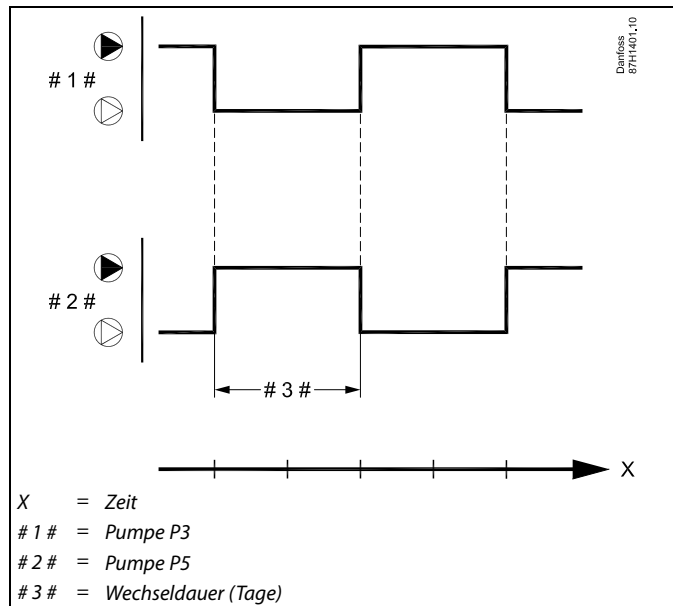 Danfoss
87H1401.10
# 1 #
# 2 #
# 3 #
X
X = Zeit
# 1 # = Pumpe P3
# 2 # = Pumpe P5
# 3 # = Wechseldauer (Tage)